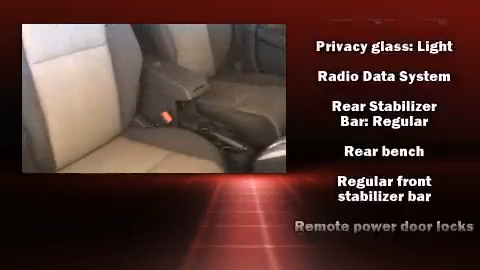 Privacy glass: Light
Radio Data System
Rear Stabilizer
Bar: Regular
Rear bench
Regular front
stabilizer bar
Remote power door locks